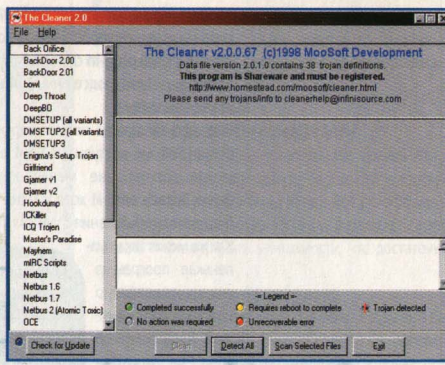 The Cleaner 2.0
File Help
Back Orifice
BackDoor 2.00
BackDoor 2.01
bowl
Deep Throat
DeepBO
DMSETUP (all variants)
DMSETUP2 (all variants
DMSETUP3
Enigma's Setup Trojan
Girlfriend
Gjamer v1
Gjamer v2
Hookdump
ICKiller
ICQ Trojen
Master's Paradise
Mayhem
mIRC Scripts
Netbus
Netbus 1.6
Netbus 1.7
Netbus 2 (Atomic Toxic)
OCE
The Cleaner v2.0.0.67 (c)1998 MooSoft Development
Data file version 2.0.1.0 contains 38 trojan definitions.
This program is Shareware and must be registered.
http://www.homestead.com/moosoft/cleaner.html
Please send any trojans/info to cleanerhelp@infinisource.com
-= Legend =-
Completed successfully
Requires reboot to complete
Trojan detected
No action was required
Unrecoverable error
Check for Update
Clean
Detect All
Scan Selected Files
Exit